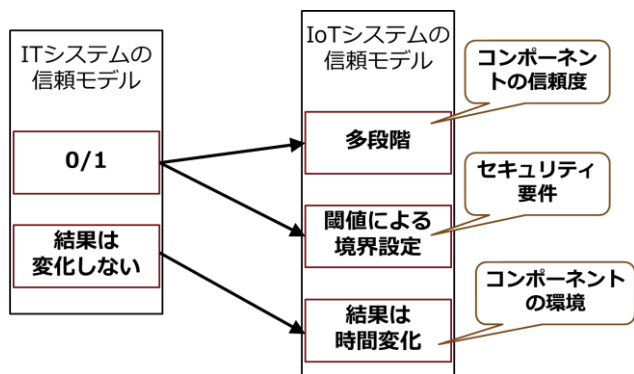 ITシステムの
信頼モデル
0/1
結果は
変化しない
IoTシステムの
信頼モデル
多段階
閾値による
境界設定
結果は
時間変化
コンポーネン
トの信頼度
セキュリティ
要件
コンポーネント
の環境